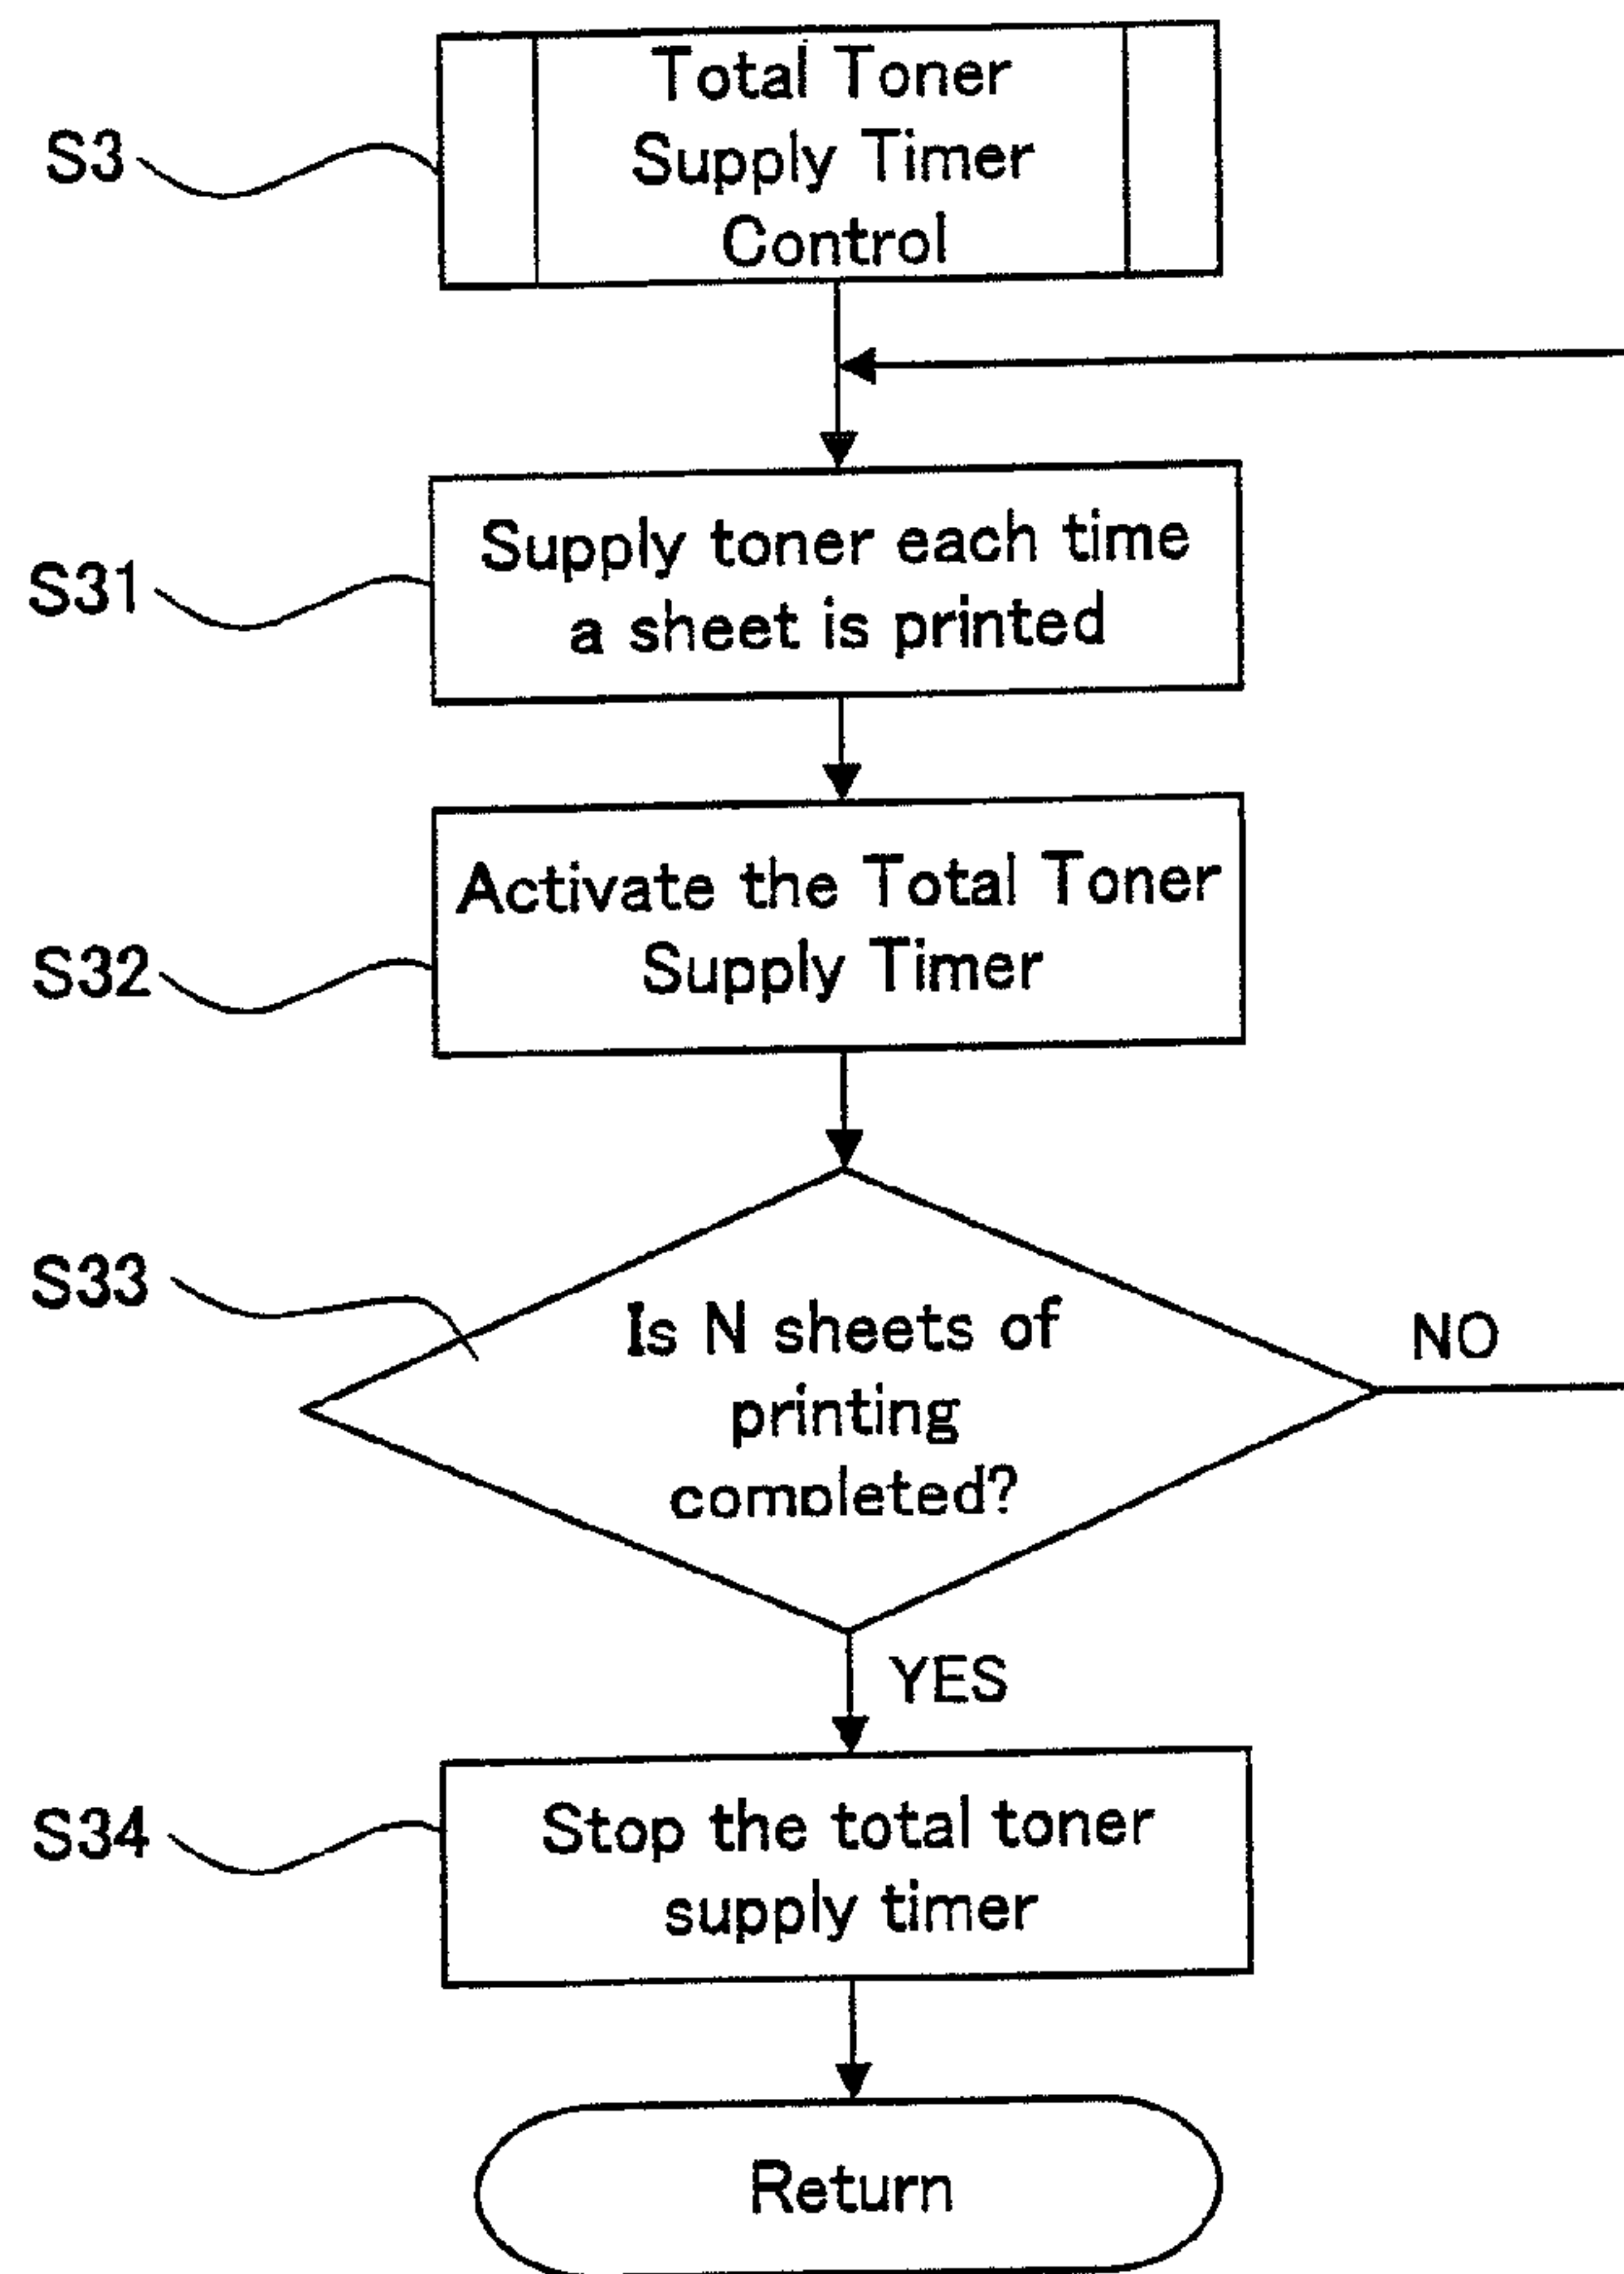 Total Toner
Supply Timer
Control
S3
Supply toner each time
a sheet is printed
S31
Activate the Total Toner
Supply Timer
S32
S33
Is N sheets of
printing
completed?
NO
YES
Stop the total toner
supply timer
S34
Return